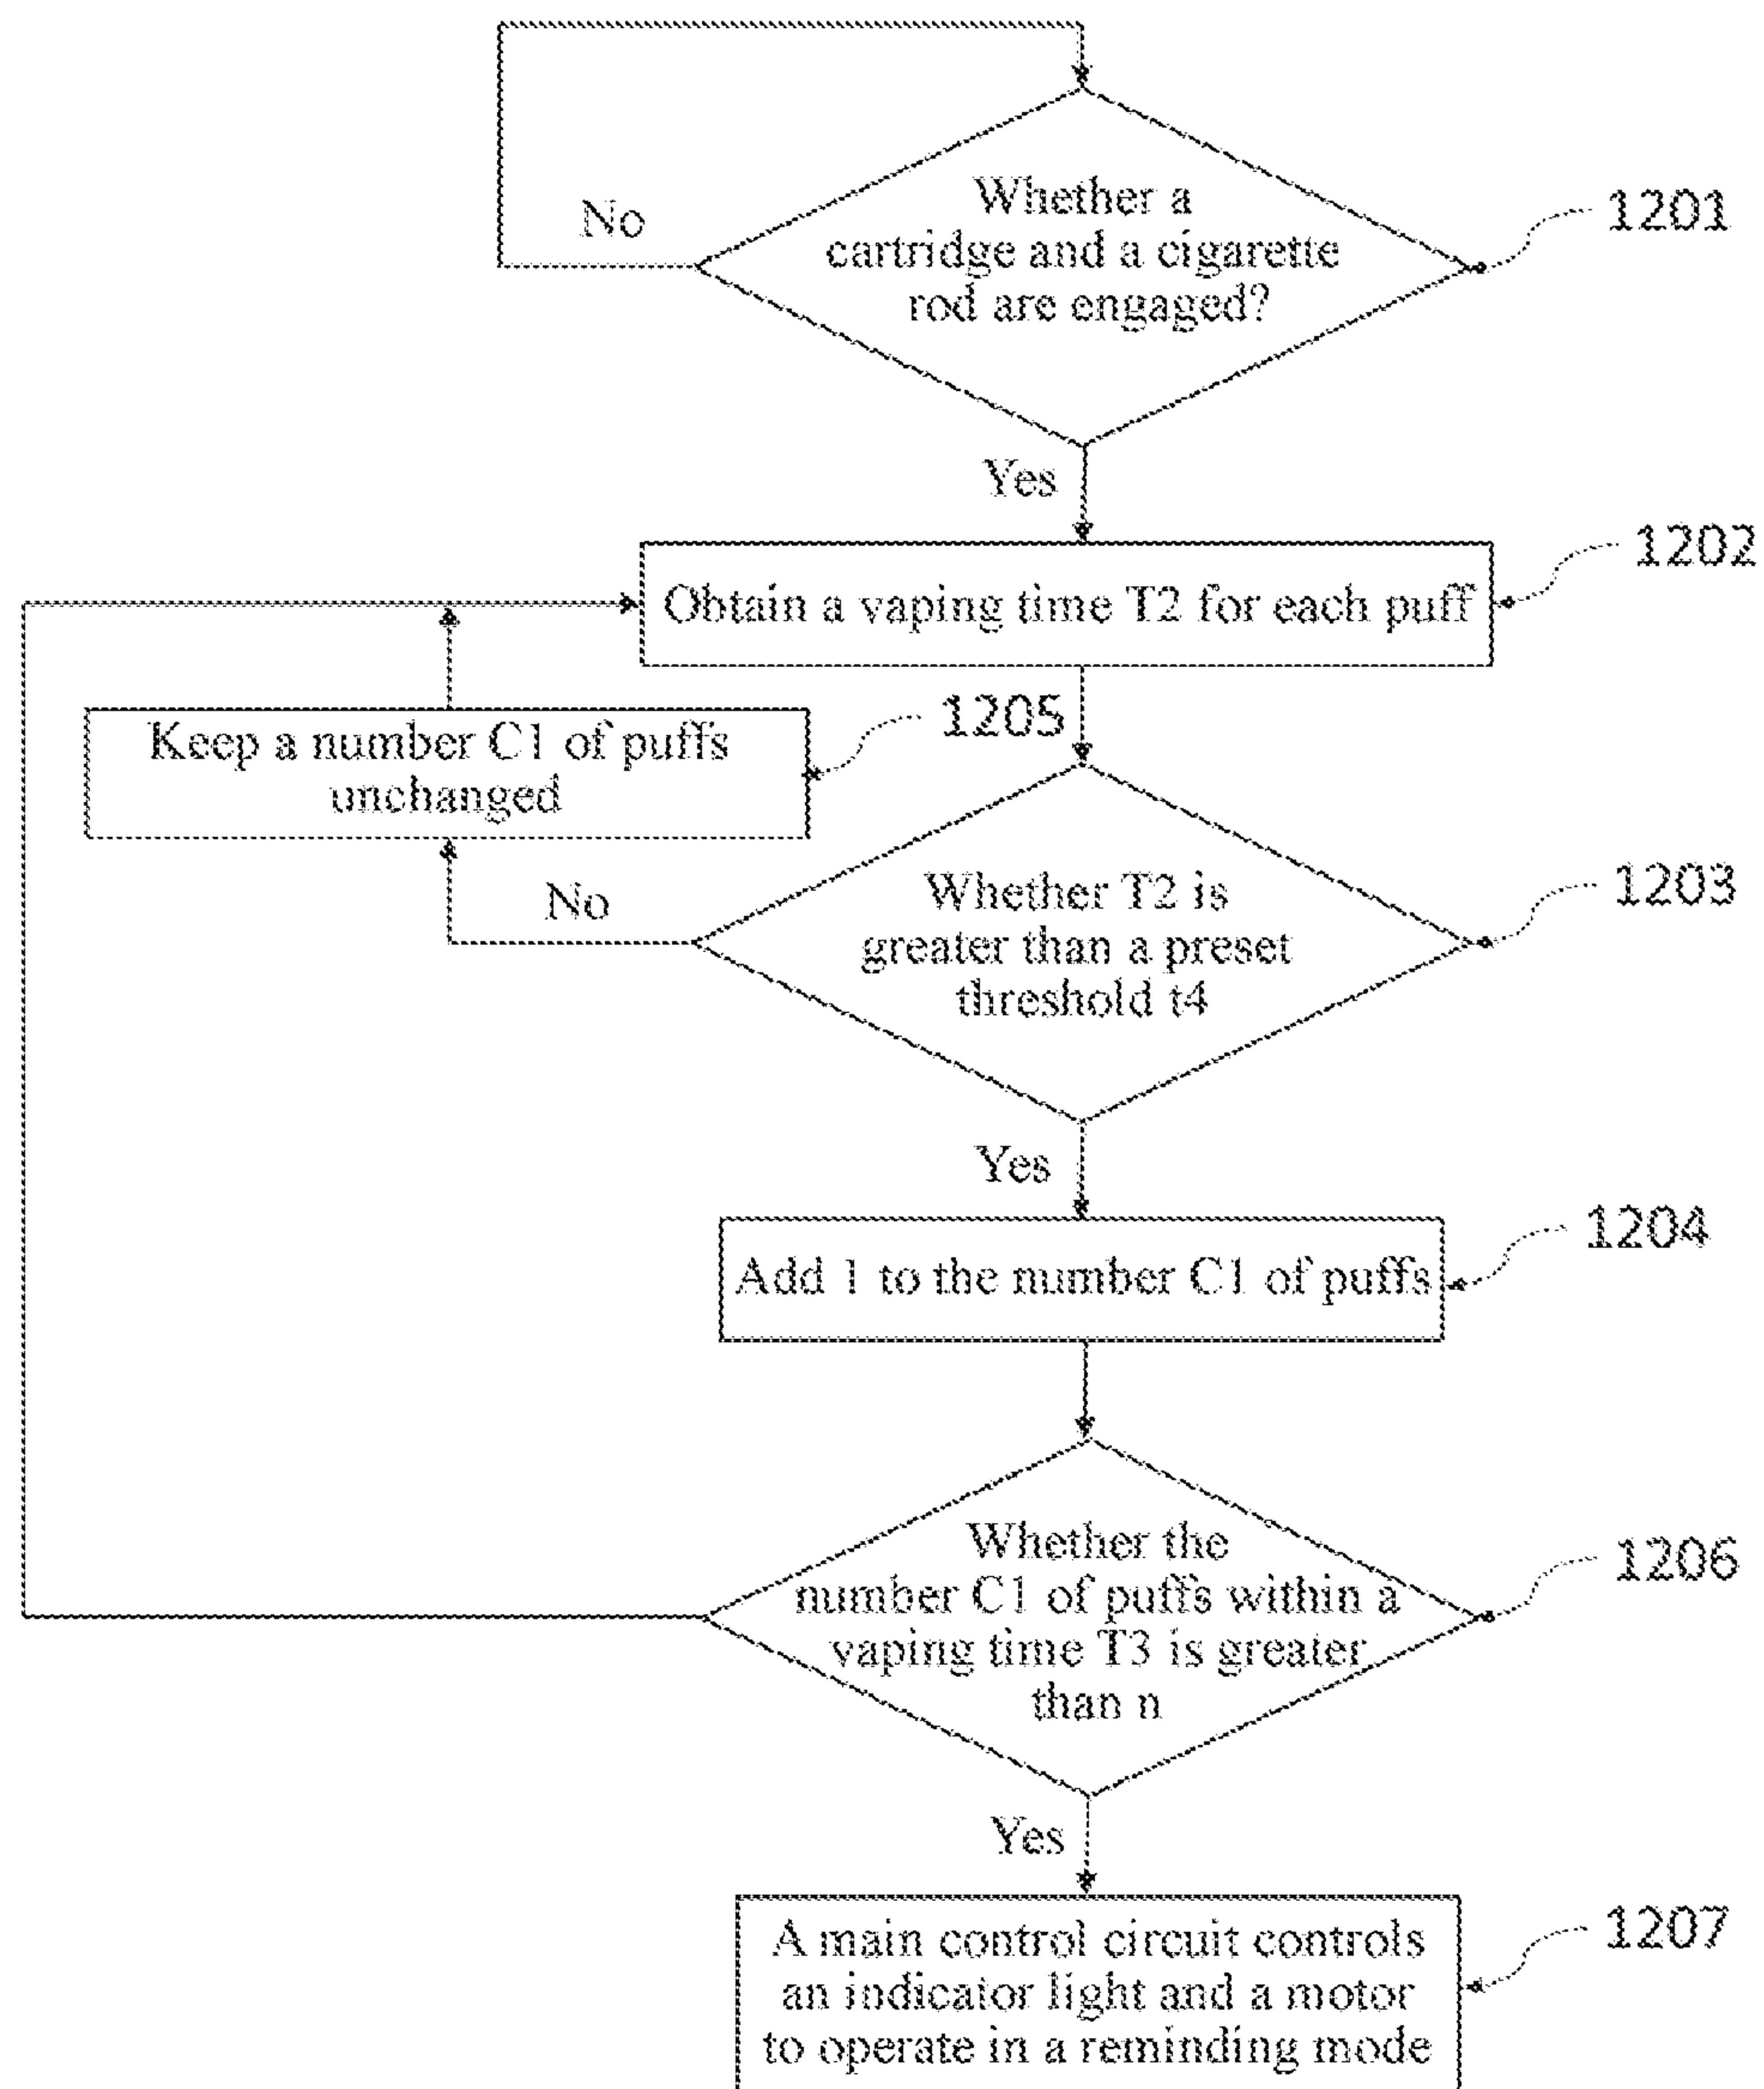 Whether a
cartridge and a cigarette
rod are engaged?
1201
No
Yes
1202
Obtain a vaping time T2 for each puff
1205
Keep a number C1 of puffs
unchanged
Whether T2 is
greater than a preset
threshold t4
1203
No
Yes
1204
Add 1 to the number C1 of puffs
Whether the
number C1 of puffs within a
vaping time T3 is greater
than n
1206
Yes
1207
A main control circuit controls
an indicator light and a motor
to operate in a reminding mode